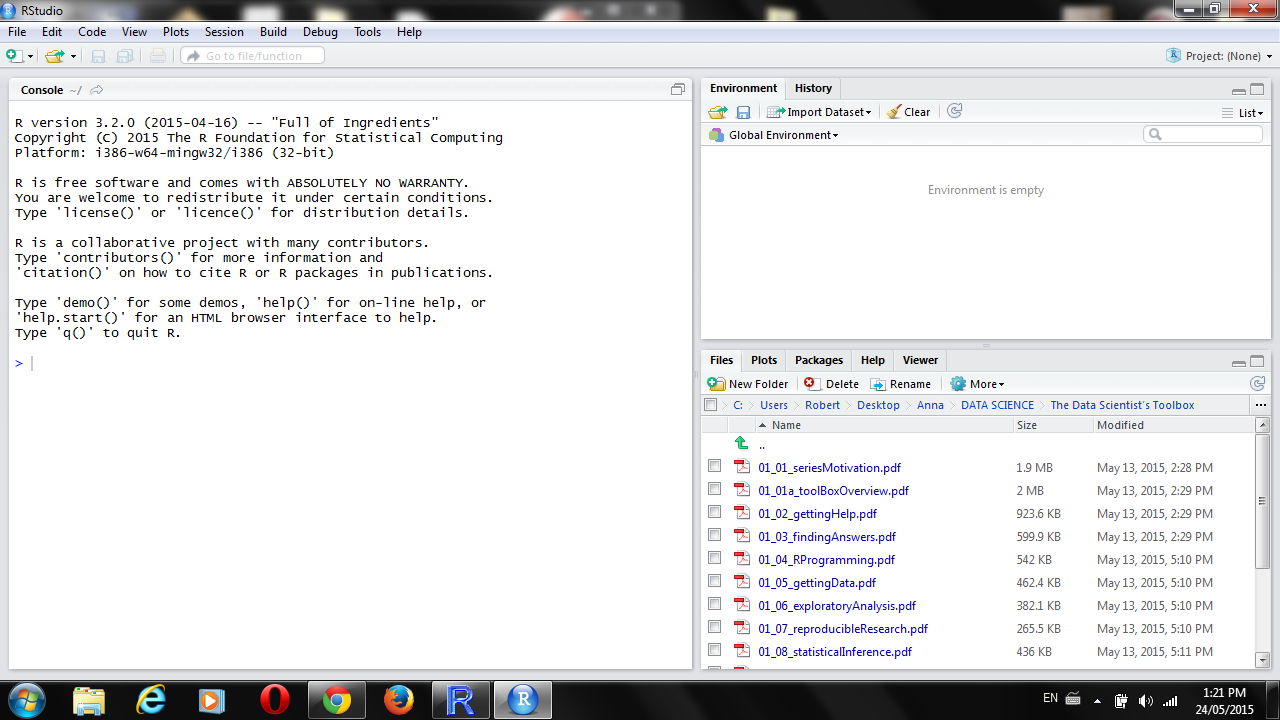 RStudio
File Edit Code View Plots Session Build Debug Tools Help
Go to file/function
Project: (None)
Console ~/
R version 3.2.0 (2015-04-16) -- "Full of Ingredients"
Copyright (C) 2015 The R Foundation for Statistical Computing
Platform: i386-w64-mingw32/i386 (32-bit)
R is free software and comes with ABSOLUTELY NO WARRANTY.
You are welcome to redistribute it under certain conditions.
Type 'license()' or 'licence()' for distribution details.
R is a collaborative project with many contributors.
Type 'contributors()' for more information and
'citation()' on how to cite R or R packages in publications.
Type 'demo()' for some demos, 'help()' for on-line help, or
'help.start()' for an HTML browser interface to help.
Type 'q()' to quit R.
>
Environment History
Import Dataset Clear
List
Global Environment
Environment is empty
Files Plots Packages Help Viewer
New Folder Delete Rename More
C: Users Robert Desktop Anna DATA SCIENCE The Data Scientist's Toolbox ...
Name Size Modified
..
01_01_seriesMotivation.pdf 1.9 MB May 13, 2015, 2:28 PM
01_01a_toolBoxOverview.pdf 2 MB May 13, 2015, 2:29 PM
01_02_gettingHelp.pdf 923.6 KB May 13, 2015, 2:29 PM
01_03_findingAnswers.pdf 599.9 KB May 13, 2015, 2:29 PM
01_04_RProgramming.pdf 542 KB May 13, 2015, 5:10 PM
01_05_gettingData.pdf 462.4 KB May 13, 2015, 5:10 PM
01_06_exploratoryAnalysis.pdf 382.1 KB May 13, 2015, 5:10 PM
01_07_reproducibleResearch.pdf 265.5 KB May 13, 2015, 5:10 PM
01_08_statisticalInference.pdf 436 KB May 13, 2015, 5:11 PM
EN
1:21 PM
24/05/2015